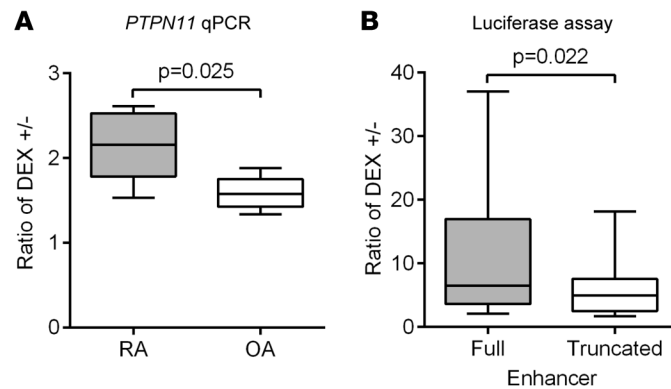 A
PTPN11 qPCR
p=0.025
Ratio of DEX +/-
3
2
1
0
RA
OA
B
Luciferase assay
p=0.022
Ratio of DEX +/-
40
30
20
10
0
Full
Truncated
Enhancer